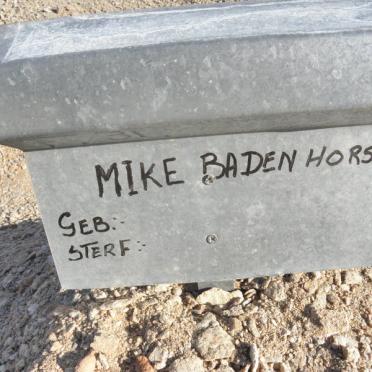 MIKE BADENHORS
GEB:-
STERF:-